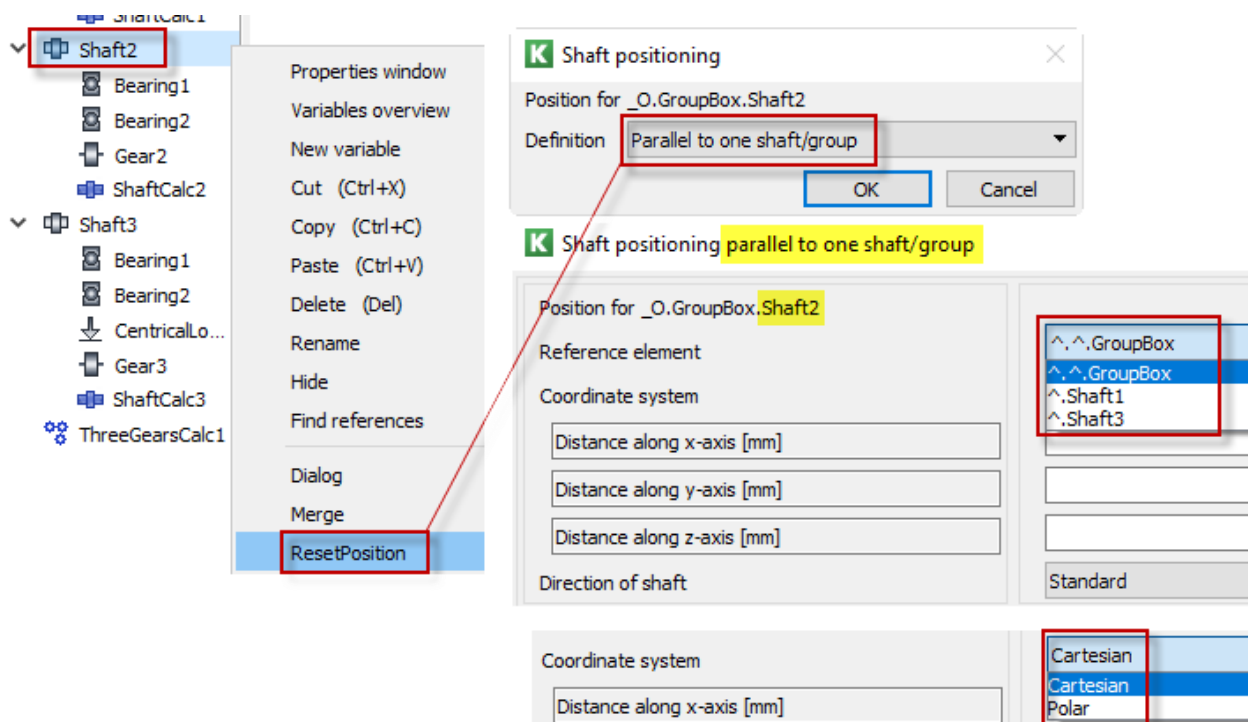 ShaftCalc1
Shaft2
Bearing1
Bearing2
Gear2
ShaftCalc2
Shaft3
Bearing1
Bearing2
CentricalLo...
Gear3
ShaftCalc3
ThreeGearsCalc1
Properties window
Variables overview
New variable
Cut (Ctrl+X)
Copy (Ctrl+C)
Paste (Ctrl+V)
Delete (Del)
Rename
Hide
Find references
Dialog
Merge
ResetPosition
K Shaft positioning
Position for _O.GroupBox.Shaft2
Definition Parallel to one shaft/group
OK Cancel
K Shaft positioning parallel to one shaft/group
Position for _O.GroupBox.Shaft2
Reference element ^.^.GroupBox
^.^.GroupBox
Coordinate system ^.Shaft1
^.Shaft3
Distance along x-axis [mm]
Distance along y-axis [mm]
Distance along z-axis [mm]
Direction of shaft Standard
Coordinate system Cartesian
Cartesian
Distance along x-axis [mm] Polar